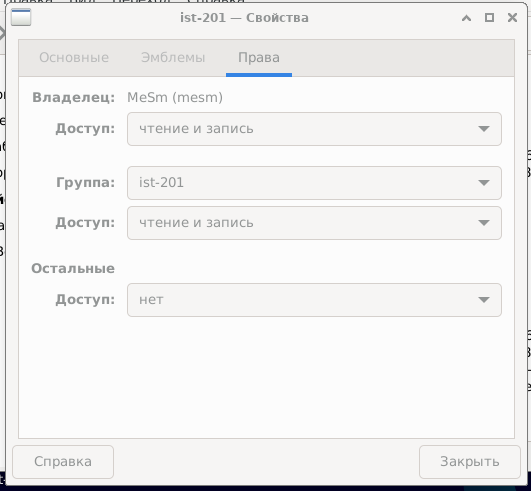 ist-201 — Свойства
Основные Эмблемы Права
Владелец: MeSm (mesm)
Доступ: чтение и запись
Группа: ist-201
Доступ: чтение и запись
Остальные
Доступ: нет
Справка Закрыть